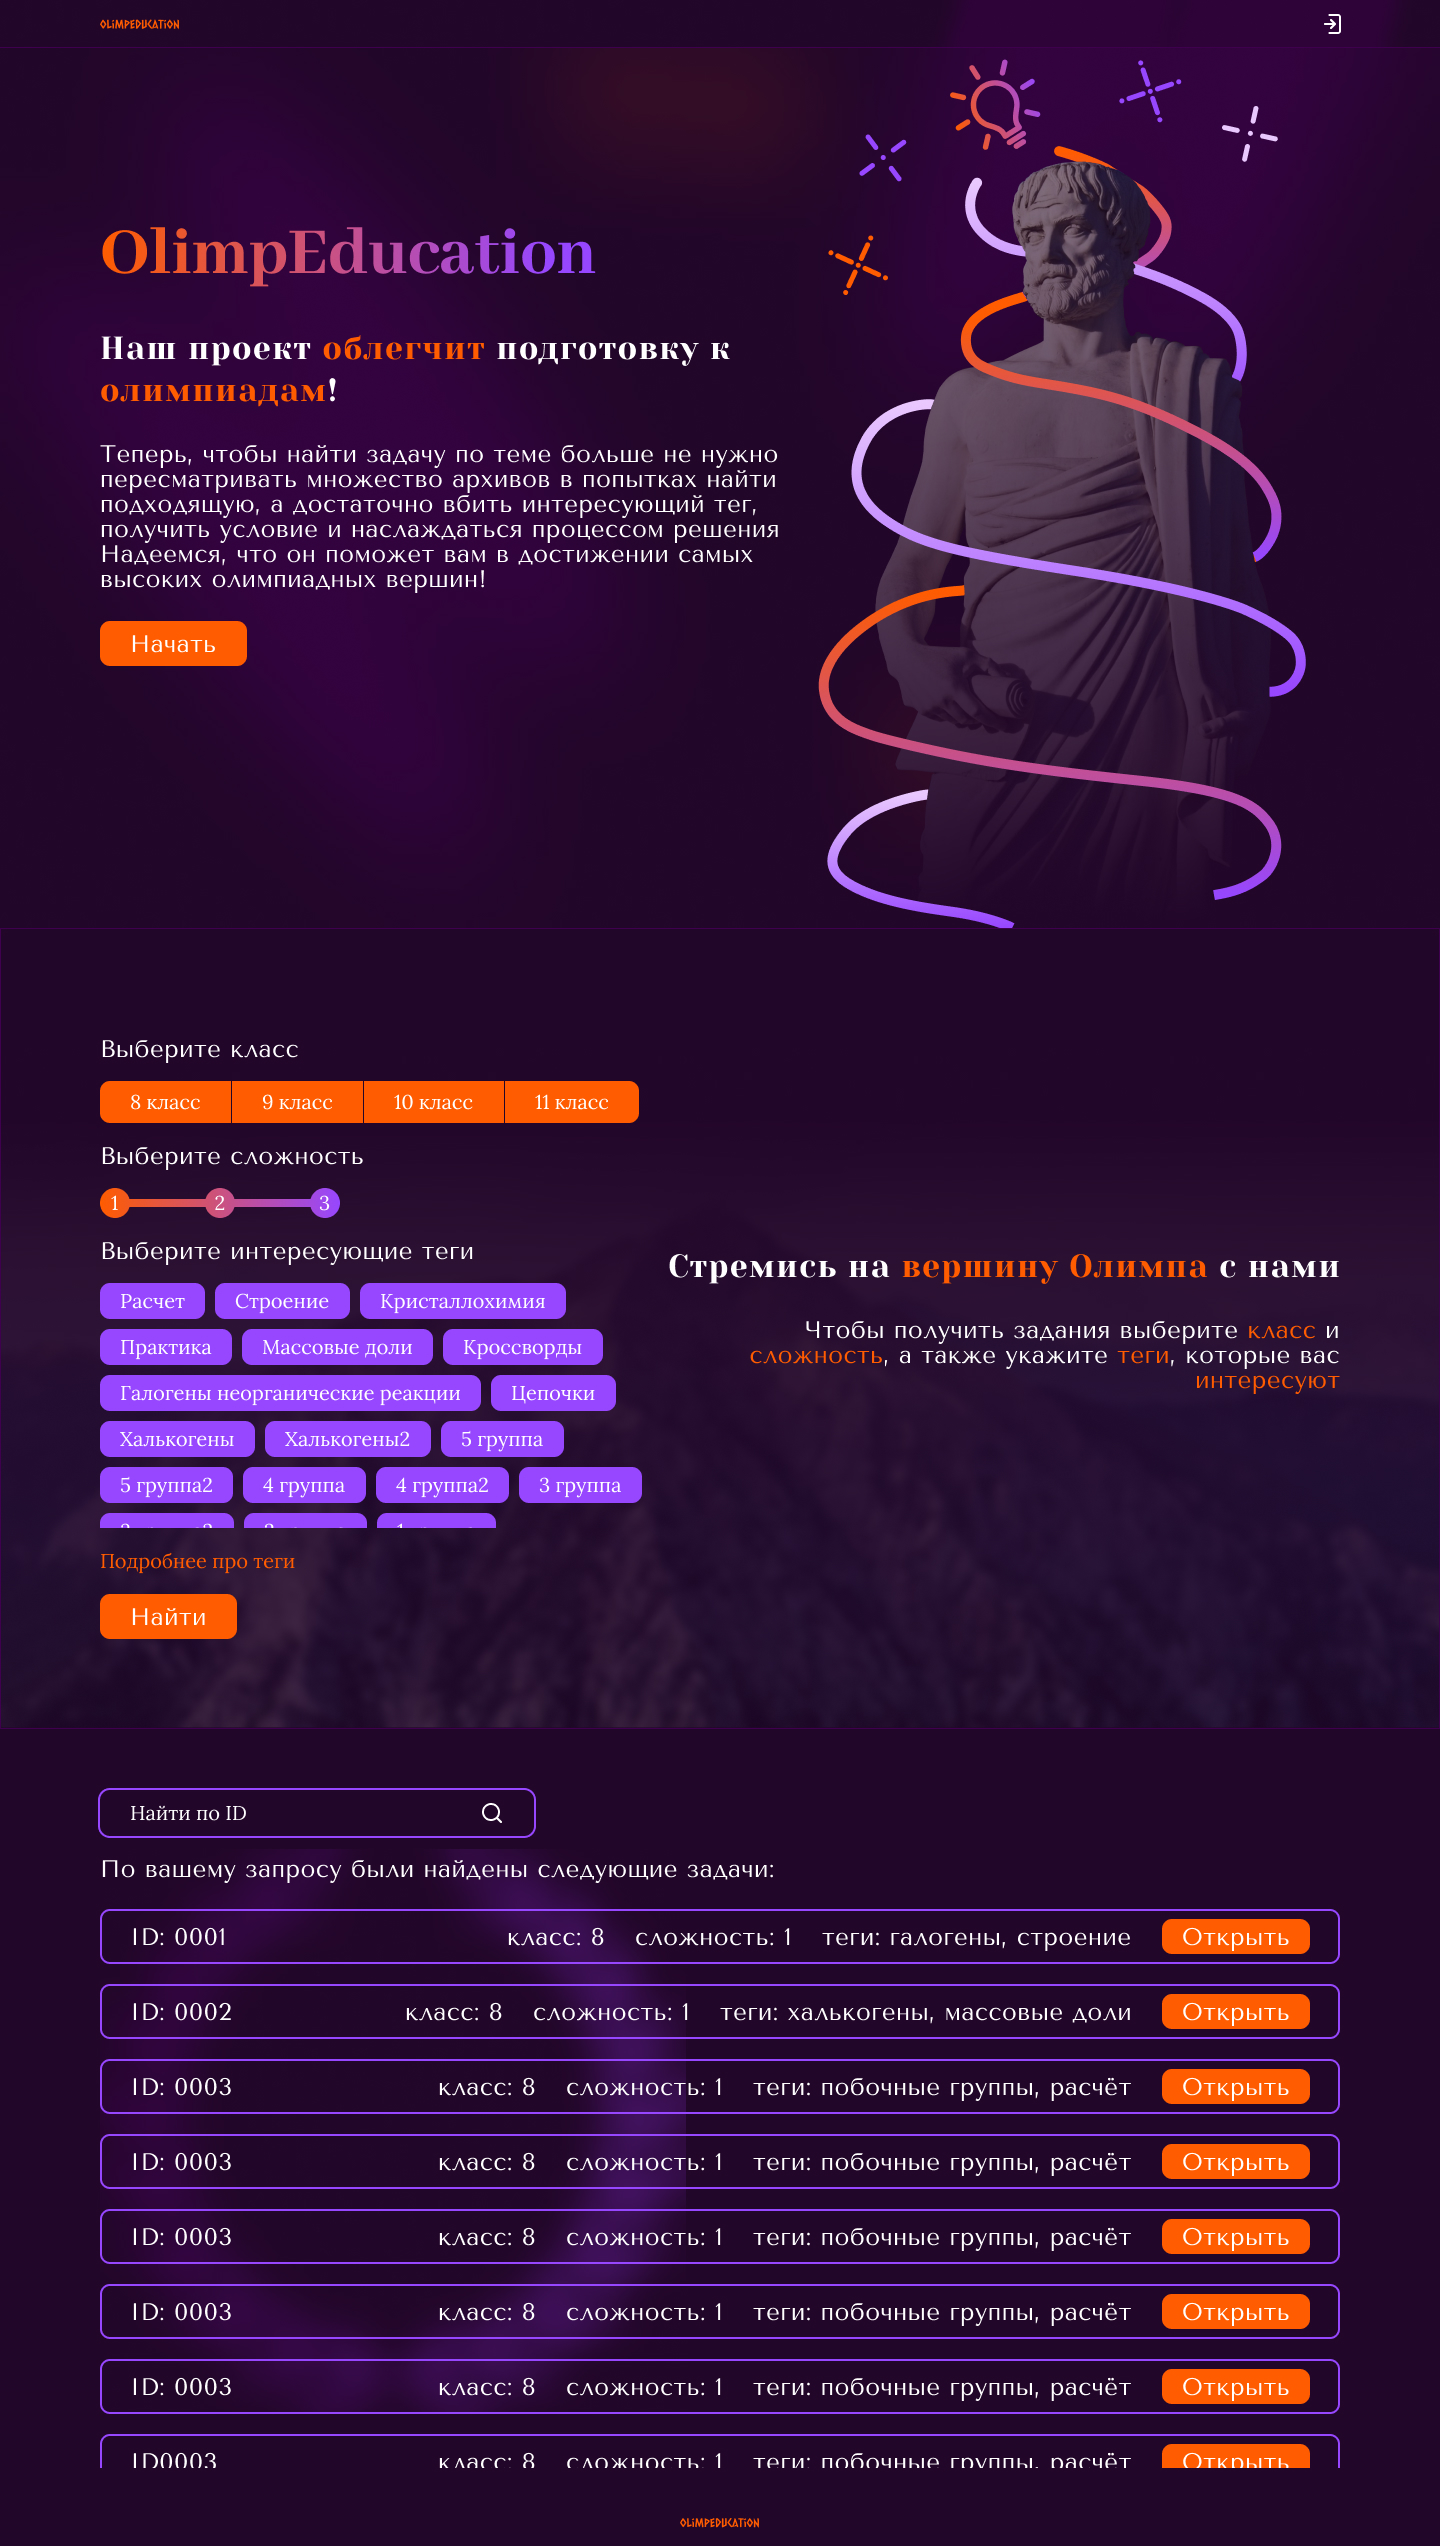 OLIMPEDUCATION
OlimpEducation
Наш проект облегчит подготовку к
олимпиадам!
Теперь, чтобы найти задачу по теме больше не нужно
пересматривать множество архивов в попытках найти
подходящую, а достаточно вбить интересующий тег,
получить условие и наслаждаться процессом решения
Надеемся, что он поможет вам в достижении самых
высоких олимпиадных вершин!
Начать
Выберите класс
8 класс 9 класс 10 класс 11 класс
Выберите сложность
1 2 3
Выберите интересующие теги
Расчет Строение Кристаллохимия
Практика Массовые доли Кроссворды
Галогены неорганические реакции Цепочки
Халькогены Халькогены2 5 группа
5 группа2 4 группа 4 группа2 3 группа
Подробнее про теги
Найти
Стремись на вершину Олимпа с нами
Чтобы получить задания выберите класс и
сложность, а также укажите теги, которые вас
интересуют
Найти по ID
По вашему запросу были найдены следующие задачи:
ID: 0001 класс: 8 сложность: 1 теги: галогены, строение Открыть
ID: 0002 класс: 8 сложность: 1 теги: халькогены, массовые доли Открыть
ID: 0003 класс: 8 сложность: 1 теги: побочные группы, расчёт Открыть
ID: 0003 класс: 8 сложность: 1 теги: побочные группы, расчёт Открыть
ID: 0003 класс: 8 сложность: 1 теги: побочные группы, расчёт Открыть
ID: 0003 класс: 8 сложность: 1 теги: побочные группы, расчёт Открыть
ID: 0003 класс: 8 сложность: 1 теги: побочные группы, расчёт Открыть
ID0003 класс: 8 сложность: 1 теги: побочные группы, расчёт Открыть
OLIMPEDUCATION